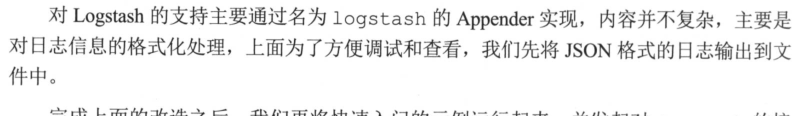 对 Logstash 的支持主要通过名为 logstash 的 Appender 实现，内容并不复杂，主要是
对日志信息的格式化处理，上面为了方便调试和查看，我们先将 JSON 格式的日志输出到文
件中。